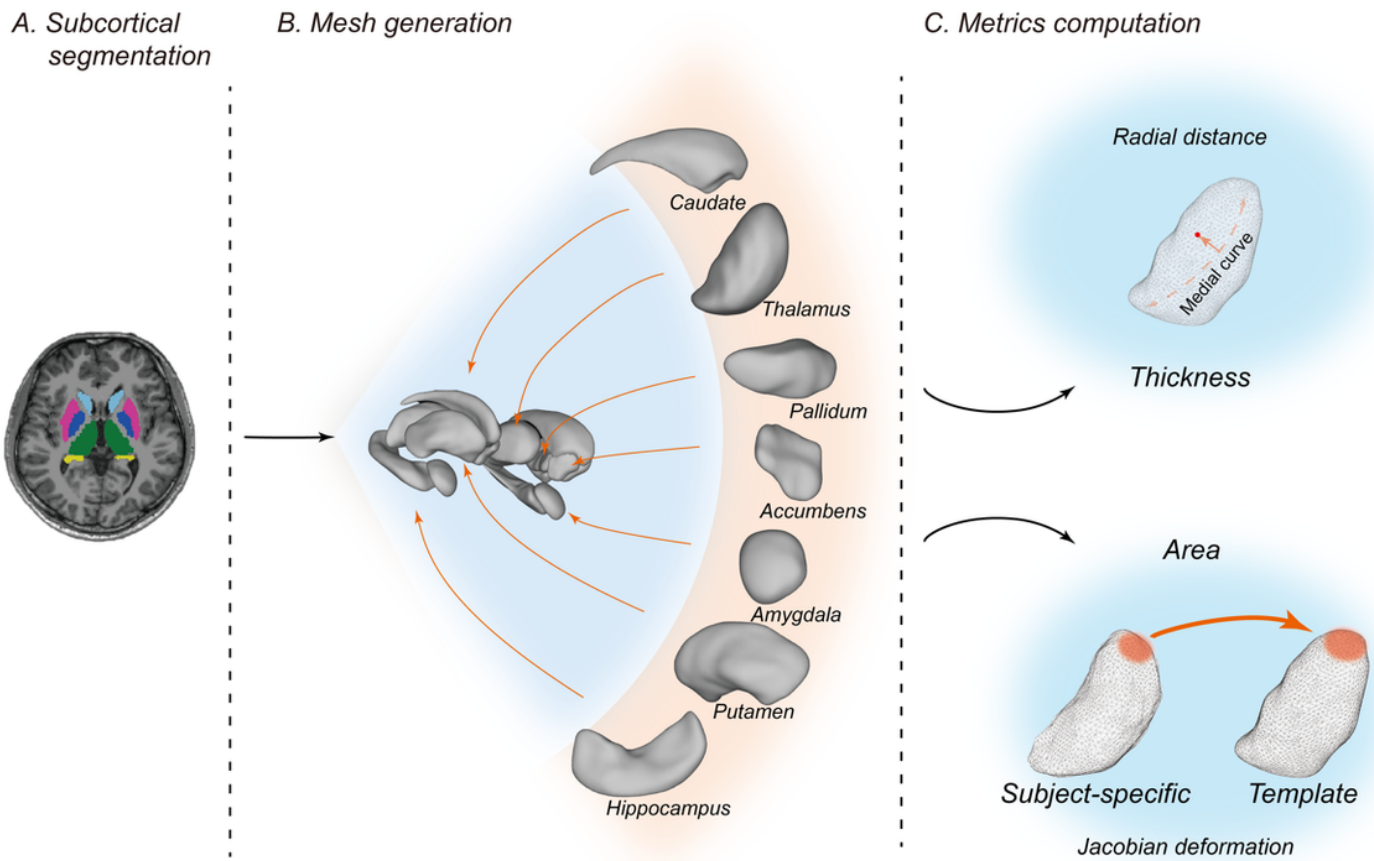 A. Subcortical
segmentation
B. Mesh generation
C. Metrics computation
Caudate
Thalamus
Pallidum
Accumbens
Amygdala
Putamen
Hippocampus
Radial distance
Medial curve
Thickness
Area
Subject-specific
Template
Jacobian deformation